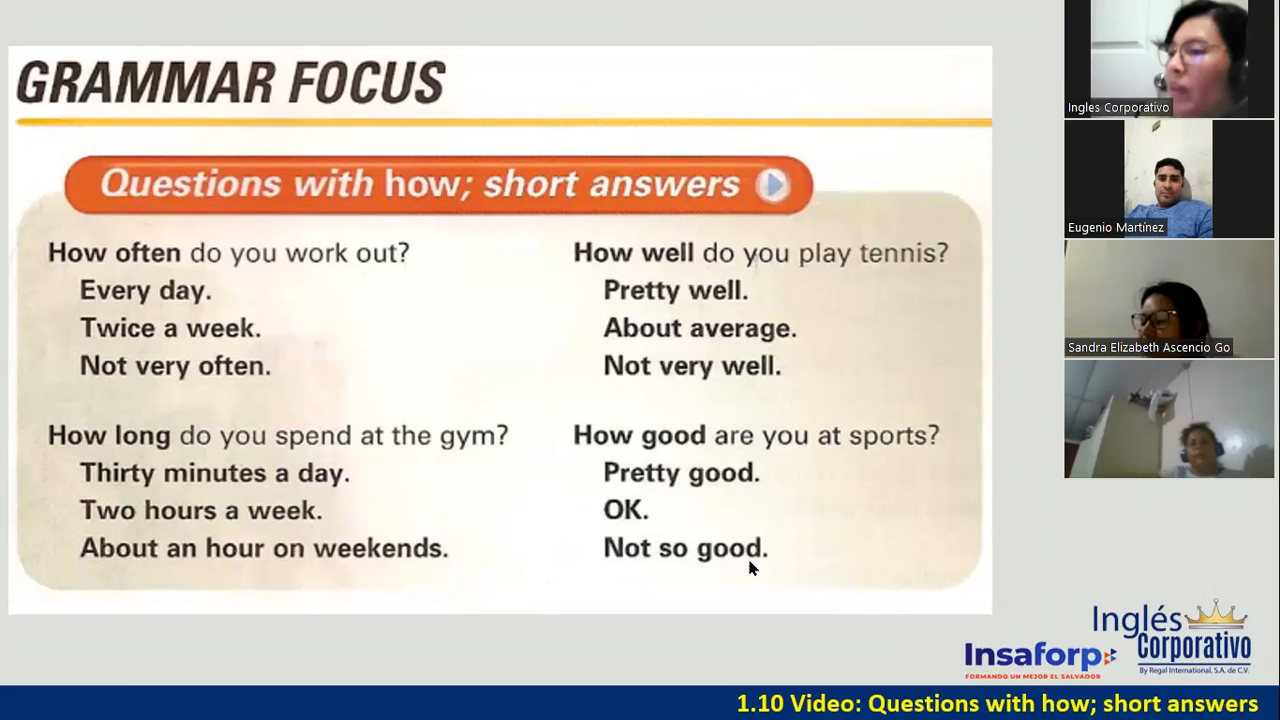 GRAMMAR FOCUS
Questions with how; short answers
How often do you work out?
Every day.
Twice a week.
Not very often.
How long do you spend at the gym?
Thirty minutes a day.
Two hours a week.
About an hour on weekends.
How well do you play tennis?
Pretty well.
About average.
Not very well.
How good are you at sports?
Pretty good.
OK.
Not so good.
Ingles Corporativo
Eugenio Martínez
Sandra Elizabeth Ascencio Go
Insaforp
FORMANDO UN MEJOR EL SALVADOR
Inglés
Corporativo
By Regal International, S.A. de C.V.
1.10 Video: Questions with how; short answers